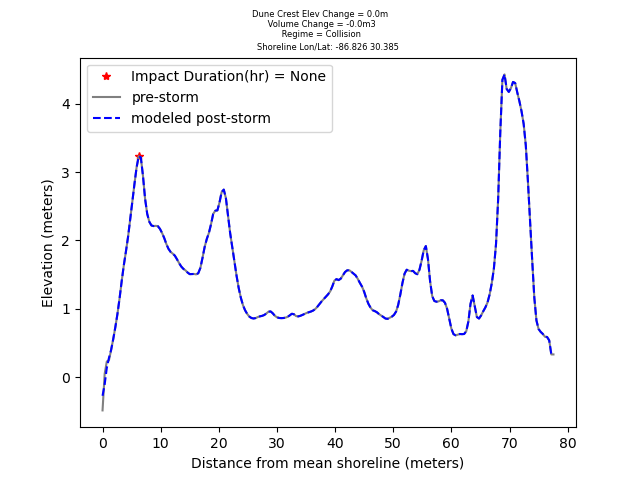 Dune Crest Elev Change = 0.0m
Volume Change = -0.0m3
Regime = Collision
Shoreline Lon/Lat: -86.826 30.385
Impact Duration(hr) = None
pre-storm
modeled post-storm
Elevation (meters)
4
3
2
1
0
0 10 20 30 40 50 60 70 80
Distance from mean shoreline (meters)